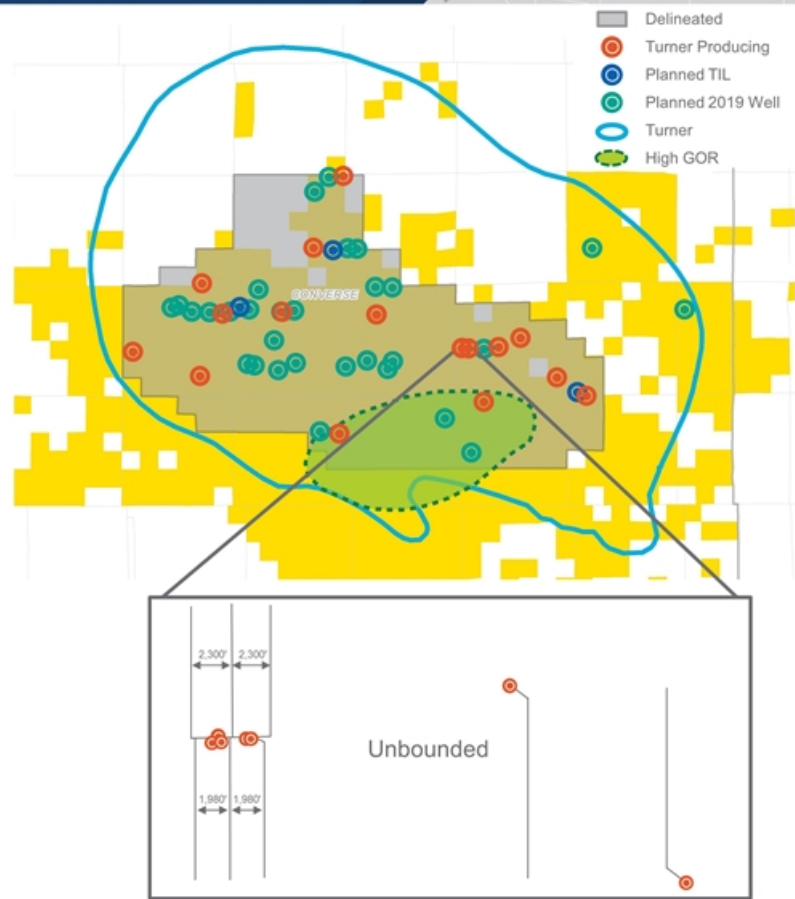 Delineated
Turner Producing
Planned TIL
Planned 2019 Well
Turner
High GOR
CONVERSE
2,300' 2,300'
Unbounded
1,980' 1,980'